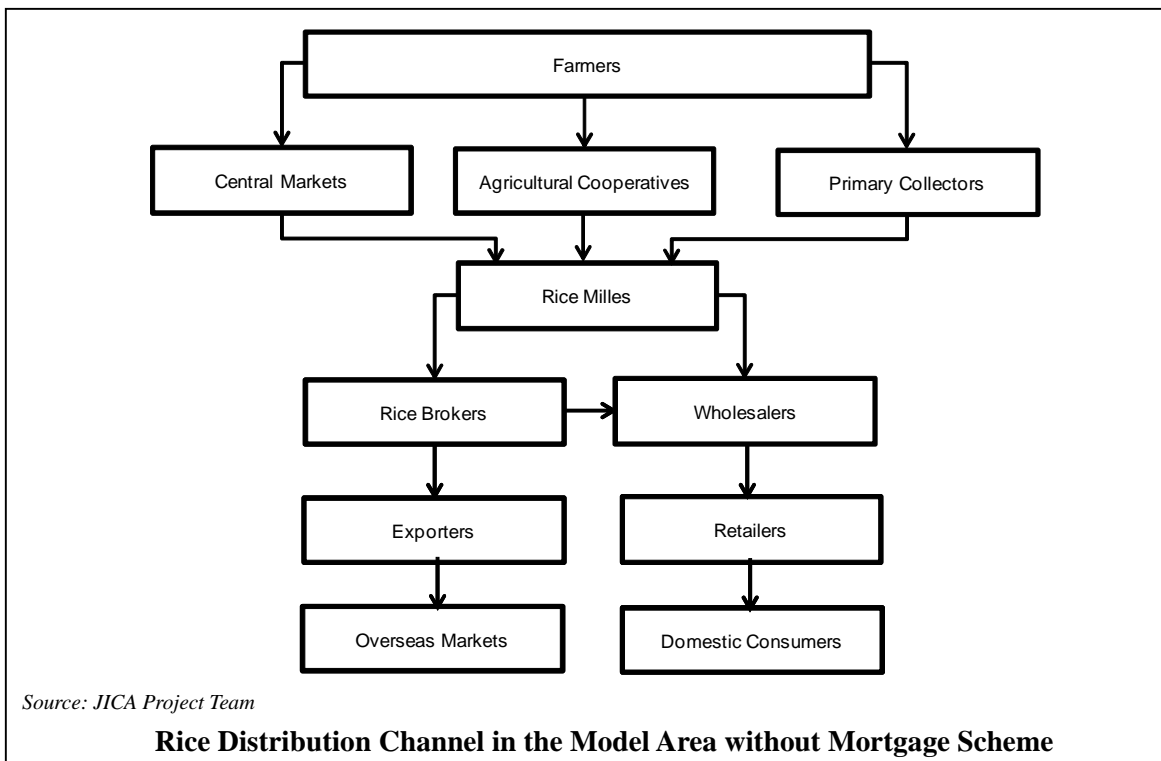 Farmers
Central Markets
Agricultural Cooperatives
Primary Collectors
Rice Milles
Rice Brokers
Wholesalers
Exporters
Retailers
Overseas Markets
Domestic Consumers
Source: JICA Project Team
Rice Distribution Channel in the Model Area without Mortgage Scheme